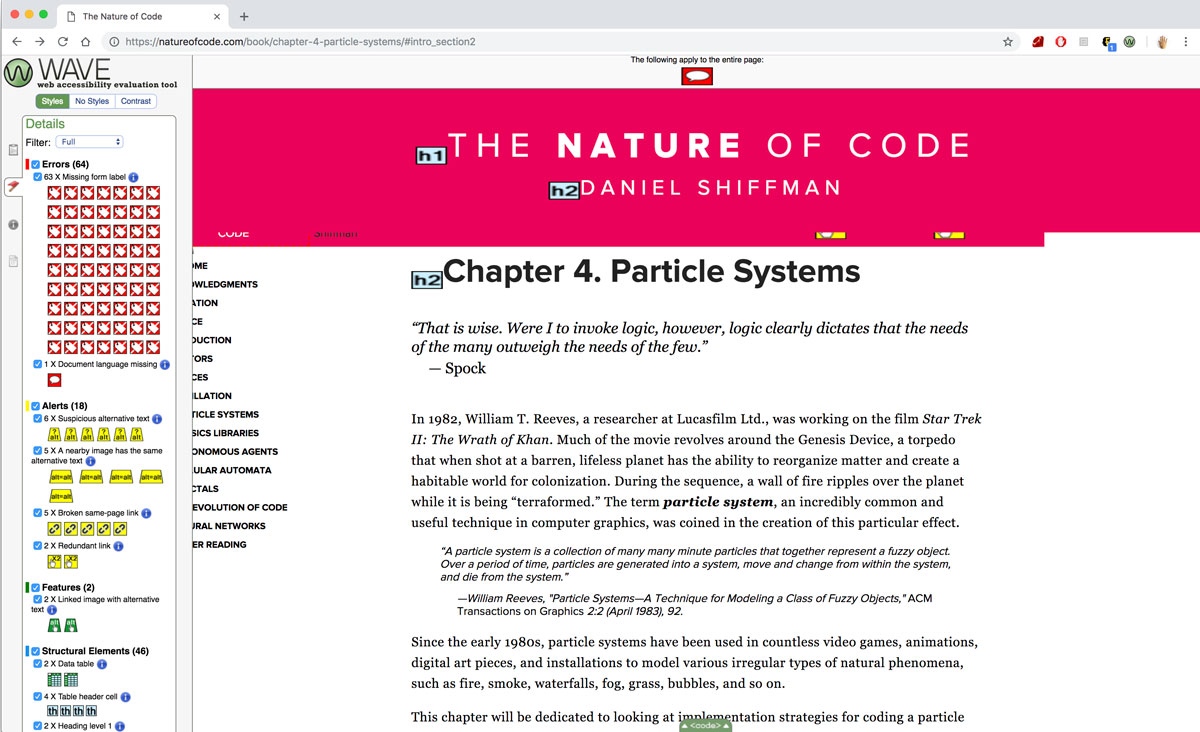 The Nature of Code
https://natureofcode.com/book/chapter-4-particle-systems/#intro_section2
1
W WAVE
web accessibility evaluation tool
Styles No Styles Contrast
Details
Filter: Full
Errors (64)
63 X Missing form label
1 X Document language missing
Alerts (18)
6 X Suspicious alternative text
? ? ? ? ? ?
alt alt alt alt alt alt
5 X A nearby image has the same
alternative text
alt=alt alt=alt alt=alt alt=alt
alt=alt
5 X Broken same-page link
2 X Redundant link
X2 X2
Features (2)
2 X Linked image with alternative
text
alt alt
Structural Elements (46)
2 X Data table
4 X Table header cell
th th th th
2 X Heading level 1
The following apply to the entire page:
h1 THE NATURE OF CODE
h2 DANIEL SHIFFMAN
CODE Shiffman
OME
OWLEDGMENTS
ATION
CE
DUCTION
TORS
CES
ILLATION
TICLE SYSTEMS
SICS LIBRARIES
ONOMOUS AGENTS
ULAR AUTOMATA
CTALS
EVOLUTION OF CODE
URAL NETWORKS
ER READING
h2 Chapter 4. Particle Systems
“That is wise. Were I to invoke logic, however, logic clearly dictates that the needs
of the many outweigh the needs of the few.”
— Spock
In 1982, William T. Reeves, a researcher at Lucasfilm Ltd., was working on the film Star Trek
II: The Wrath of Khan. Much of the movie revolves around the Genesis Device, a torpedo
that when shot at a barren, lifeless planet has the ability to reorganize matter and create a
habitable world for colonization. During the sequence, a wall of fire ripples over the planet
while it is being “terraformed.” The term particle system, an incredibly common and
useful technique in computer graphics, was coined in the creation of this particular effect.
“A particle system is a collection of many many minute particles that together represent a fuzzy object.
Over a period of time, particles are generated into a system, move and change from within the system,
and die from the system.”
—William Reeves, "Particle Systems—A Technique for Modeling a Class of Fuzzy Objects," ACM
Transactions on Graphics 2:2 (April 1983), 92.
Since the early 1980s, particle systems have been used in countless video games, animations,
digital art pieces, and installations to model various irregular types of natural phenomena,
such as fire, smoke, waterfalls, fog, grass, bubbles, and so on.
This chapter will be dedicated to looking at implementation strategies for coding a particle
<code>